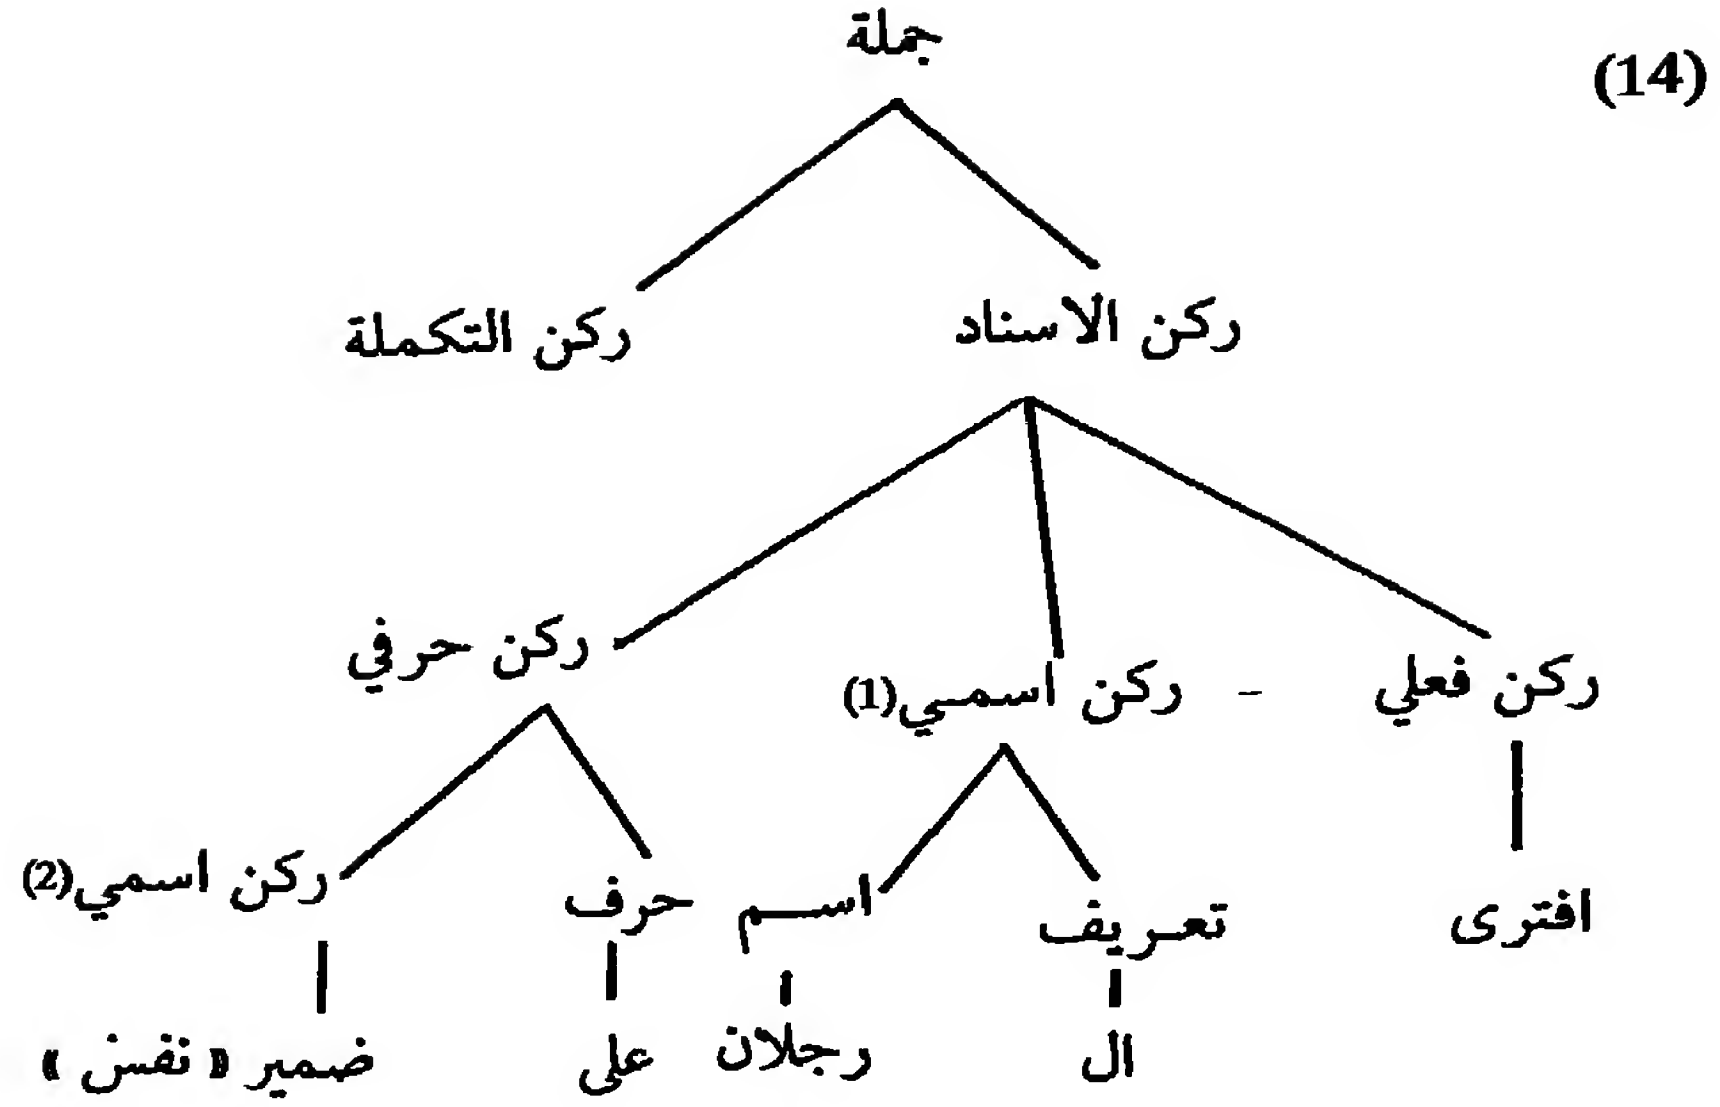 (14)
جملة
ركن الاسناد ركن التكملة
ركن فعلي – ركن اسمي(1) ركن حرفي
افترى تعريف اسم حرف ركن اسمي(2)
ال رجلان على ضمير « نفس »